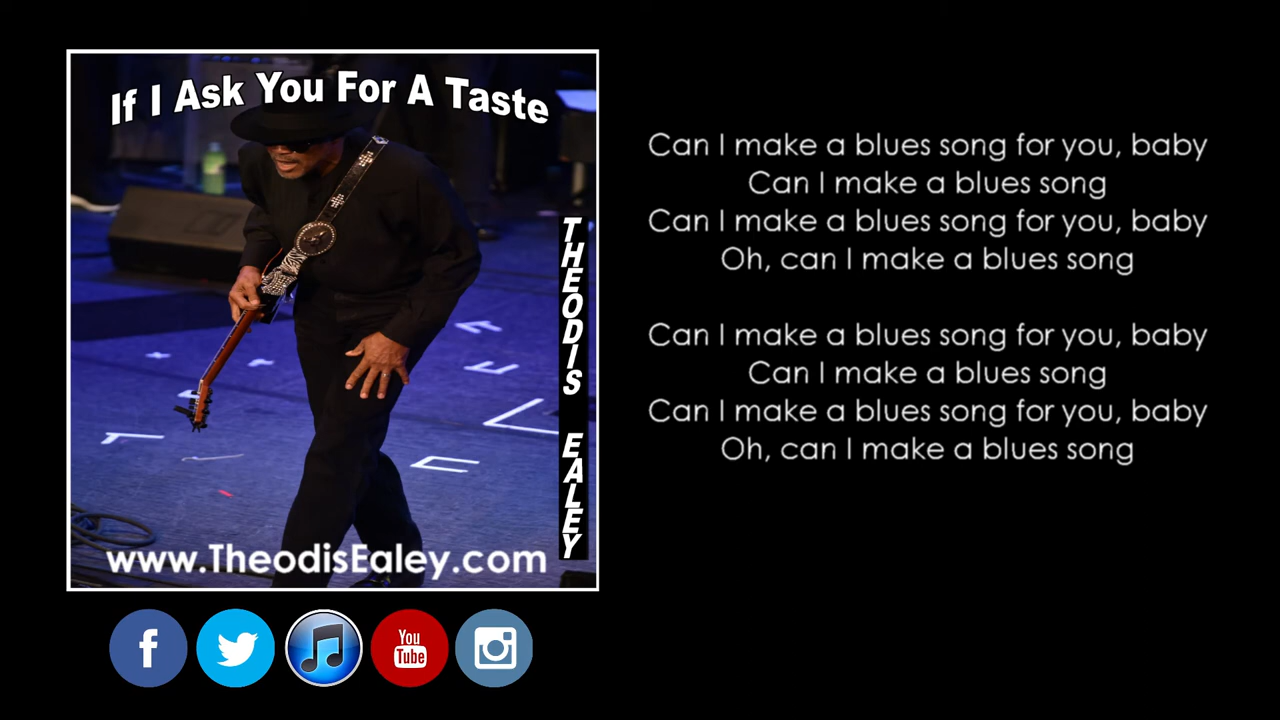 If I Ask You For A Taste
THEODIS EALEY
www.TheodisEaley.com
f
You
Tube
Can I make a blues song for you, baby
Can I make a blues song
Can I make a blues song for you, baby
Oh, can I make a blues song
Can I make a blues song for you, baby
Can I make a blues song
Can I make a blues song for you, baby
Oh, can I make a blues song